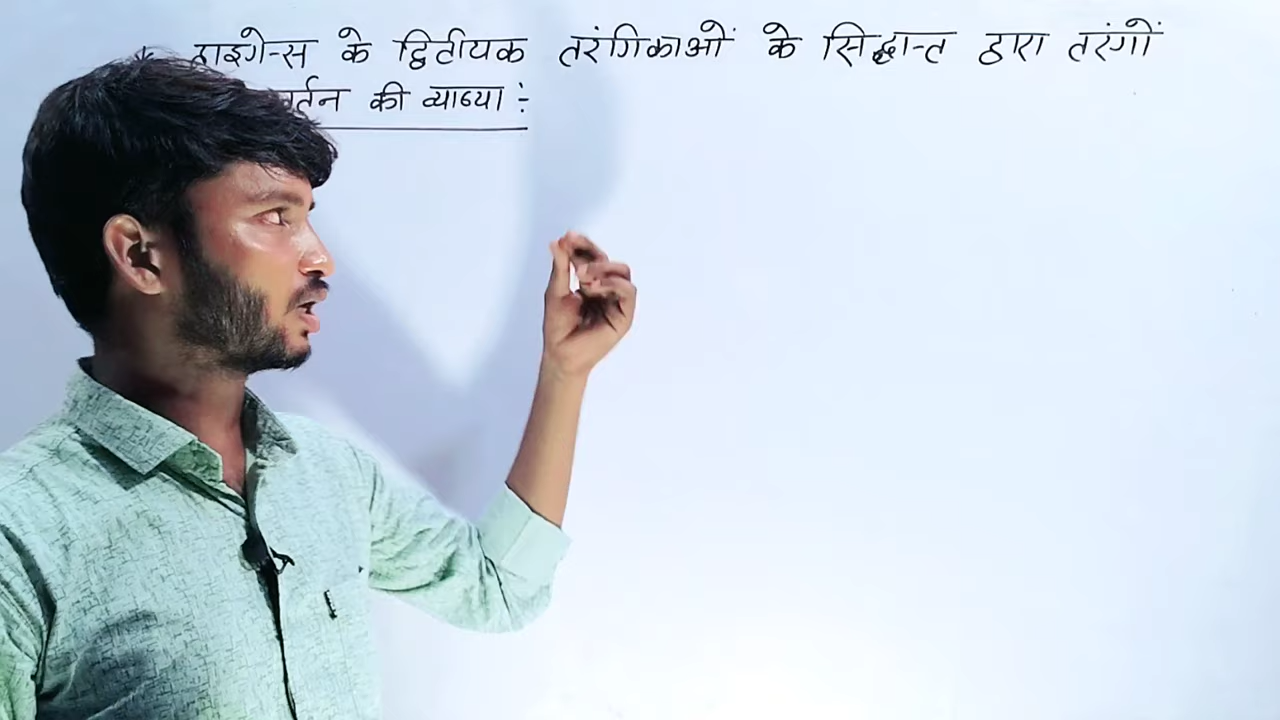 हाइगेन्स के द्वितीयक तरंगिकाओं के सिद्धान्त द्वारा तरंगों
की व्याख्या :